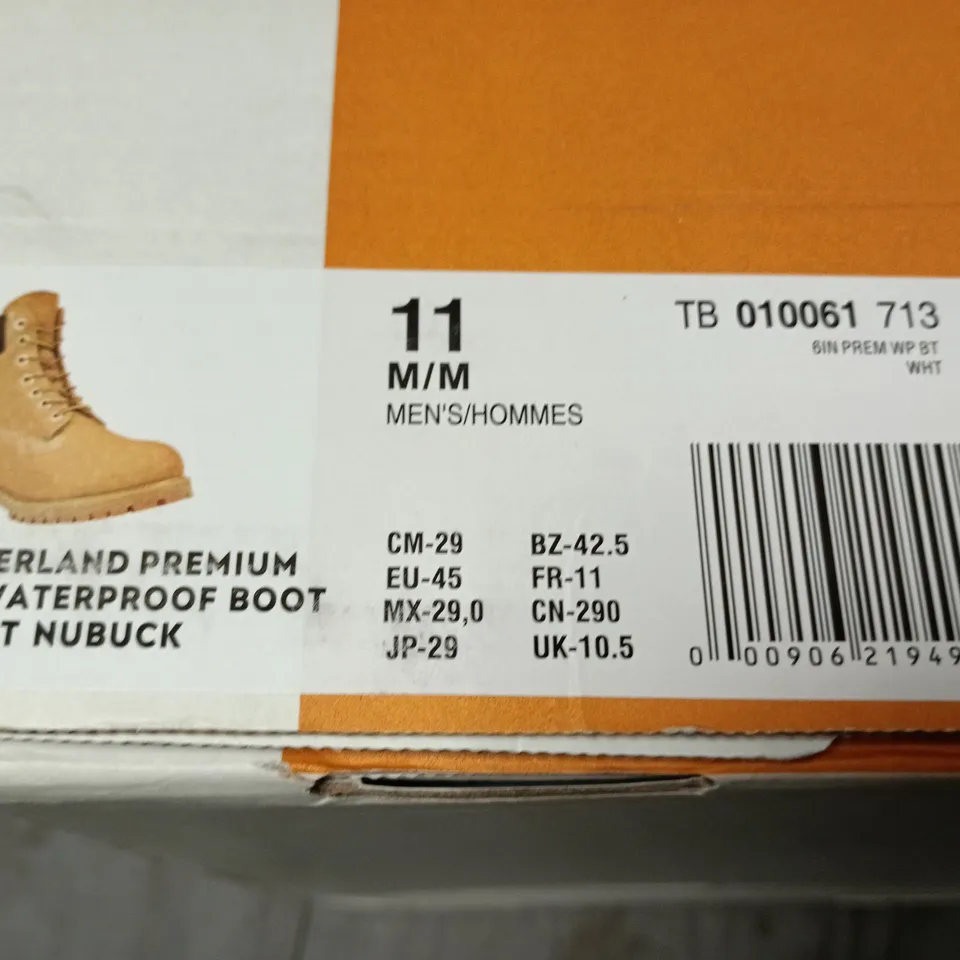 11
M/M
MEN'S/HOMMES
TB 010061 713
6IN PREM WP BT
WHT
ERLAND PREMIUM
WATERPROOF BOOT
T NUBUCK
CM-29 BZ-42.5
EU-45 FR-11
MX-29,0 CN-290
JP-29 UK-10.5
0 00906 21949